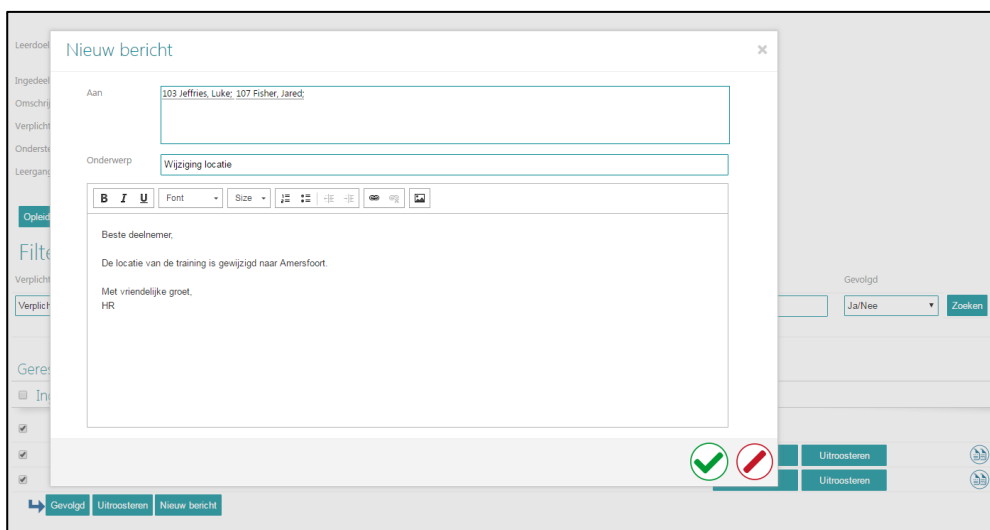 Leerdoel
Nieuw bericht
×
Ingedeel
Aan
103 Jeffries, Luke; 107 Fisher, Jared;
Omschrij
Verplicht
Onderste
Onderwerp
Wijziging locatie
Leergang
B I U Font Size
Opleid
Beste deelnemer,
Filte
De locatie van de training is gewijzigd naar Amersfoort.
Verplicht
Gevolgd
Met vriendelijke groet,
HR
Verplich
Ja/Nee
Zoeken
Geres
Ing
Uitroosteren
Uitroosteren
Gevolgd Uitroosteren Nieuw bericht